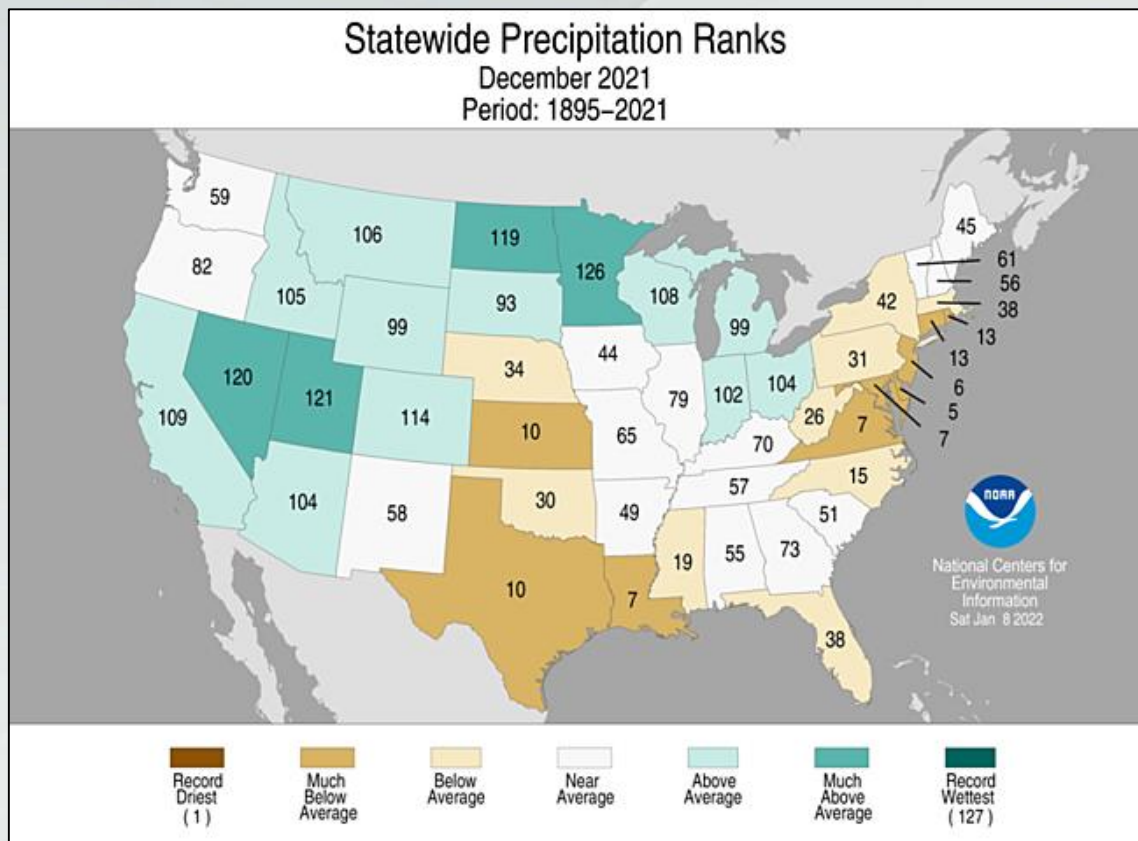 Statewide Precipitation Ranks
December 2021
Period: 1895–2021
59
82
106
105
99
119
126
93
108
99
45
61
56
38
13
13
6
5
7
42
31
34
44
120
121
114
109
10
79
102
104
26
7
65
70
104
58
30
49
57
15
51
19
55
73
10
7
38
NOAA
National Centers for
Environmental
Information
Sat Jan 8 2022
Record
Driest
(1)
Much
Below
Average
Below
Average
Near
Average
Above
Average
Much
Above
Average
Record
Wettest
(127)